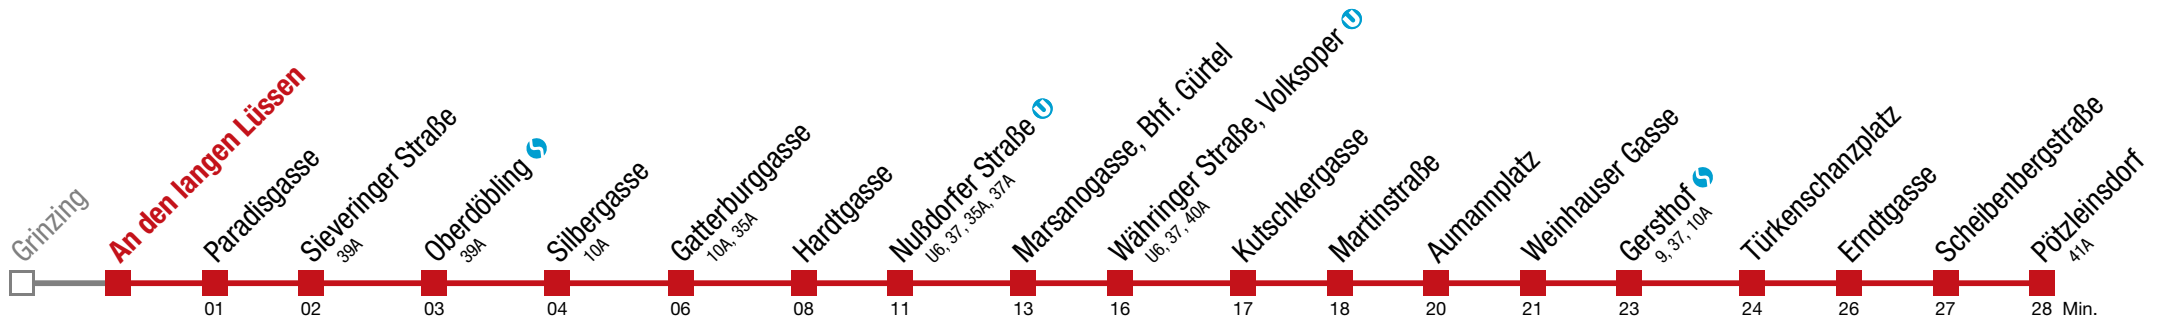 Grinzing
An den langen Lüssen
Paradisgasse
Sieveringer Straße
39A
Oberdöbling
39A
Silbergasse
10A
Gatterburggasse
10A, 35A
Hardtgasse
Nußdorfer Straße
U6, 37, 35A, 37A
Marsanogasse, Bhf. Gürtel
Währinger Straße, Volksoper
U6, 37, 40A
Kutschkergasse
Martinstraße
Aumannplatz
Weinhauser Gasse
Gersthof
9, 37, 10A
Türkenschanzplatz
Erndtgasse
Scheibenbergstraße
Pötzleinsdorf
41A
01 02 03 04 06 08 11 13 16 17 18 20 21 23 24 26 27 28 Min.